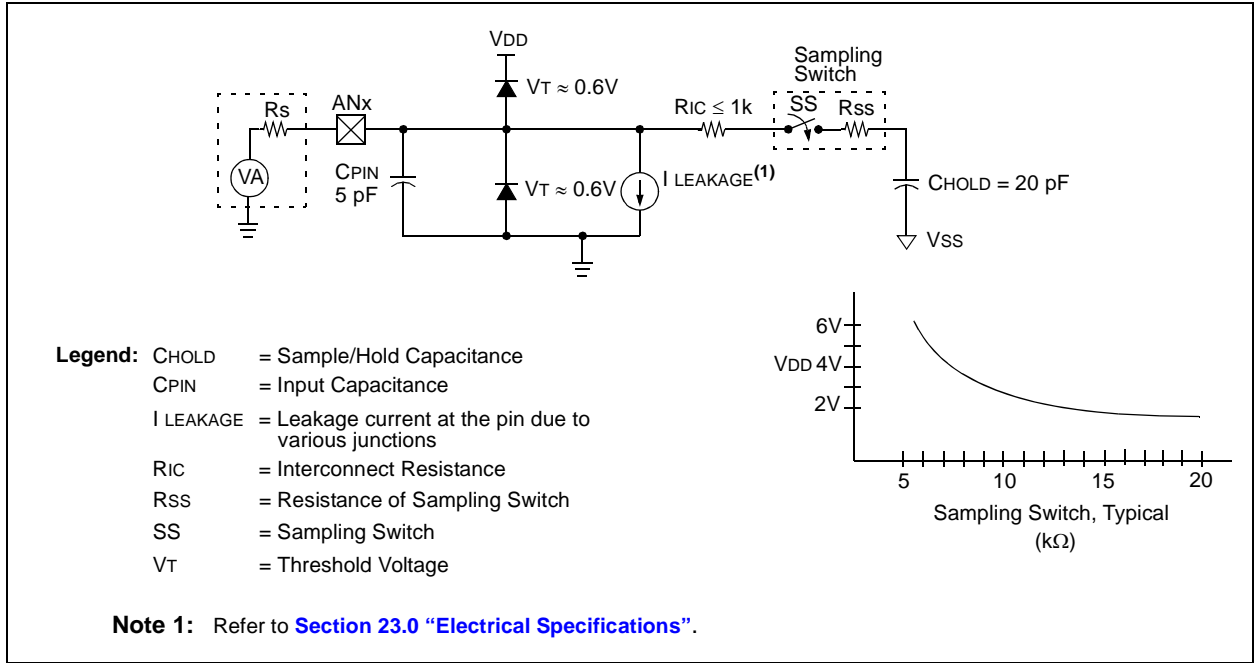 VDD
Sampling
Switch
VT ≈ 0.6V
Rs
ANx
RIC ≤ 1k
SS
RSS
VA
CPIN
5 pF
VT ≈ 0.6V
I LEAKAGE(1)
CHOLD = 20 pF
VSS
6V
VDD 4V
2V
5 10 15 20
Sampling Switch, Typical
(kΩ)
Legend: CHOLD = Sample/Hold Capacitance
CPIN = Input Capacitance
I LEAKAGE = Leakage current at the pin due to
various junctions
RIC = Interconnect Resistance
RSS = Resistance of Sampling Switch
SS = Sampling Switch
VT = Threshold Voltage
Note 1: Refer to Section 23.0 “Electrical Specifications”.